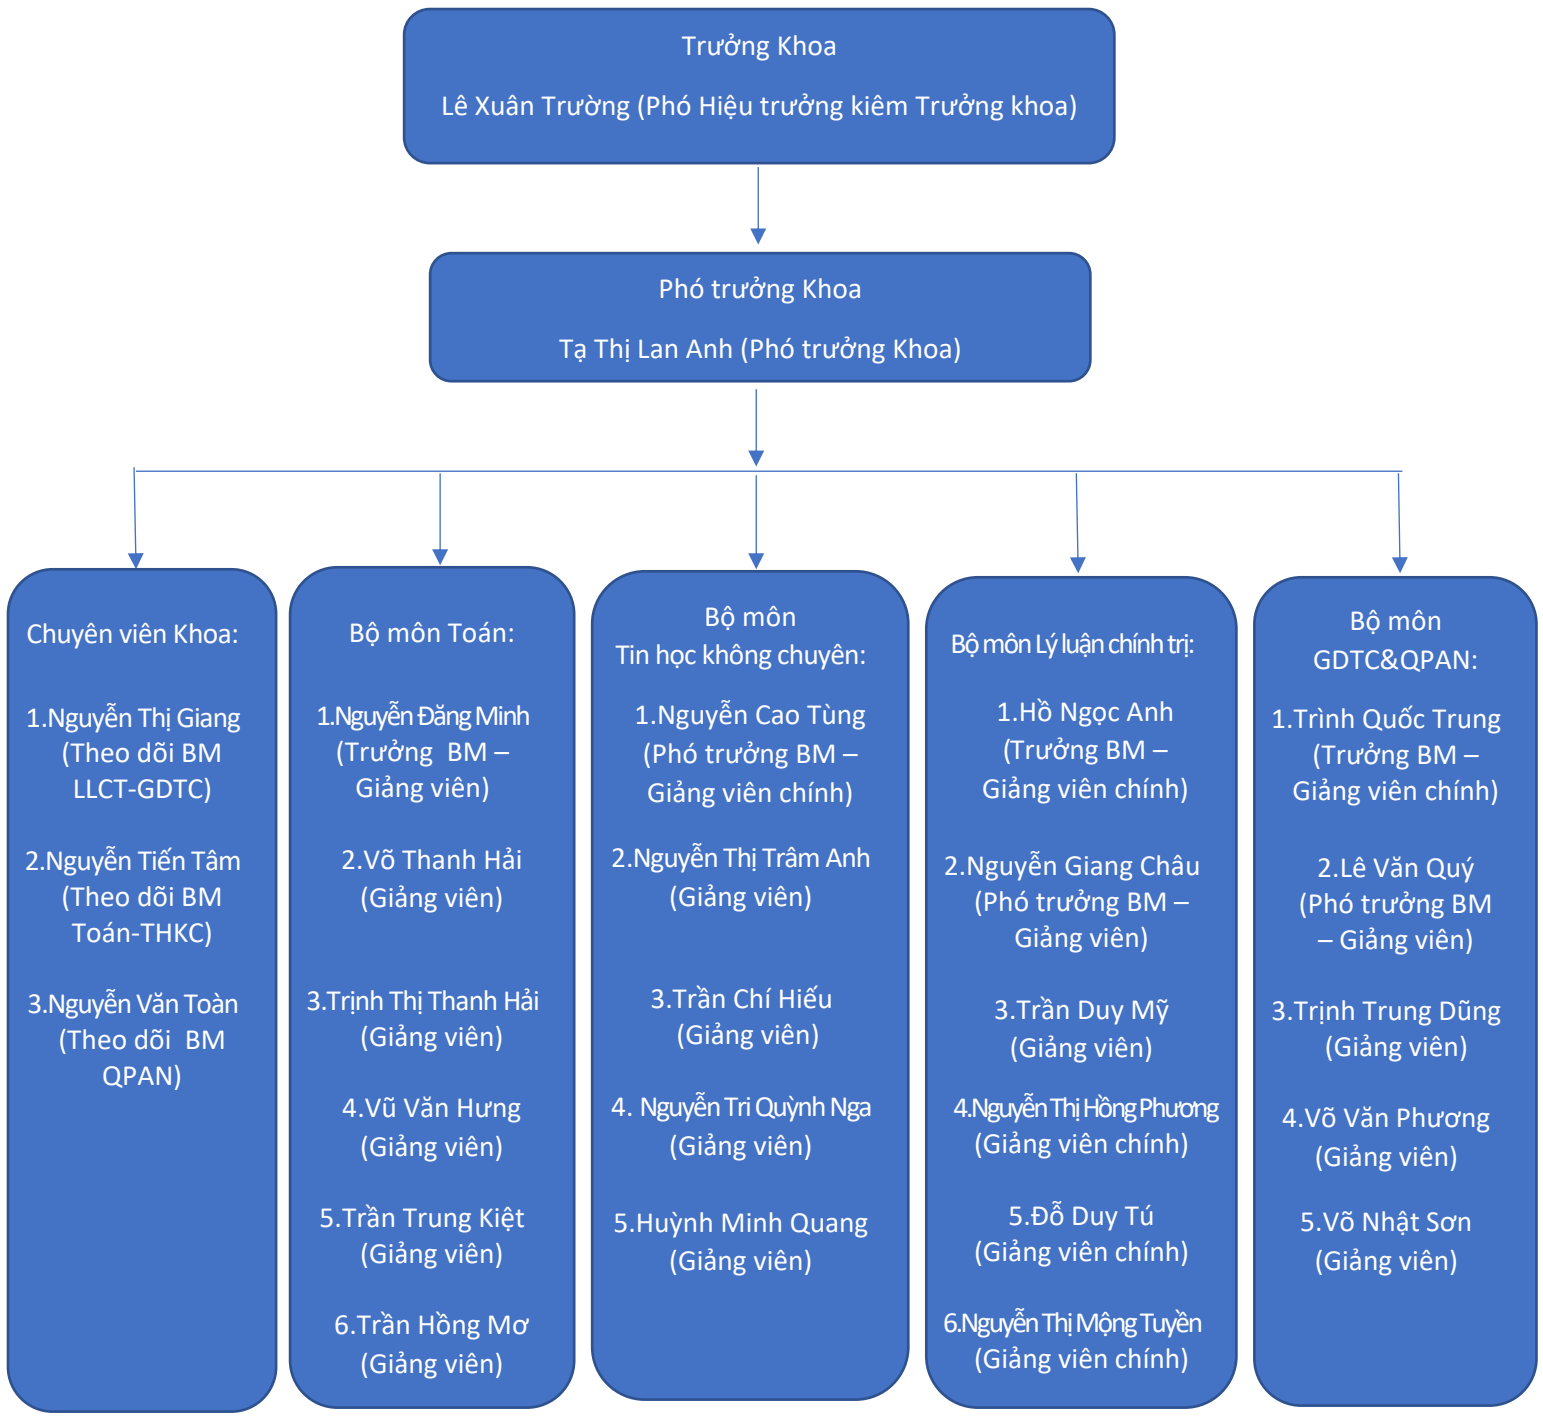 Trưởng Khoa
Lê Xuân Trường (Phó Hiệu trưởng kiêm Trưởng khoa)
Phó trưởng Khoa
Tạ Thị Lan Anh (Phó trưởng Khoa)
Chuyên viên Khoa:
1.Nguyễn Thị Giang
(Theo dõi BM
LLCT-GDTC)
2.Nguyễn Tiến Tâm
(Theo dõi BM
Toán-THKC)
3.Nguyễn Văn Toàn
(Theo dõi  BM
QPAN)
Bộ môn Toán:
1.Nguyễn Đăng Minh
(Trưởng  BM –
Giảng viên)
2.Võ Thanh Hải
(Giảng viên)
3.Trịnh Thị Thanh Hải
(Giảng viên)
4.Vũ Văn Hưng
(Giảng viên)
5.Trần Trung Kiệt
(Giảng viên)
6.Trần Hồng Mơ
(Giảng viên)
Bộ môn
Tin học không chuyên:
1.Nguyễn Cao Tùng
(Phó trưởng BM –
Giảng viên chính)
2.Nguyễn Thị Trâm Anh
(Giảng viên)
3.Trần Chí Hiếu
(Giảng viên)
4. Nguyễn Tri Quỳnh Nga
(Giảng viên)
5.Huỳnh Minh Quang
(Giảng viên)
Bộ môn Lý luận chính trị:
1.Hồ Ngọc Anh
(Trưởng BM –
Giảng viên chính)
2.Nguyễn Giang Châu
(Phó trưởng BM –
Giảng viên)
3.Trần Duy Mỹ
(Giảng viên)
4.Nguyễn Thị Hồng Phương
(Giảng viên chính)
5.Đỗ Duy Tú
(Giảng viên chính)
6.Nguyễn Thị Mộng Tuyền
(Giảng viên chính)
Bộ môn
GDTC&QPAN:
1.Trình Quốc Trung
(Trưởng BM –
Giảng viên chính)
2.Lê Văn Quý
(Phó trưởng BM
– Giảng viên)
3.Trịnh Trung Dũng
(Giảng viên)
4.Võ Văn Phương
(Giảng viên)
5.Võ Nhật Sơn
(Giảng viên)